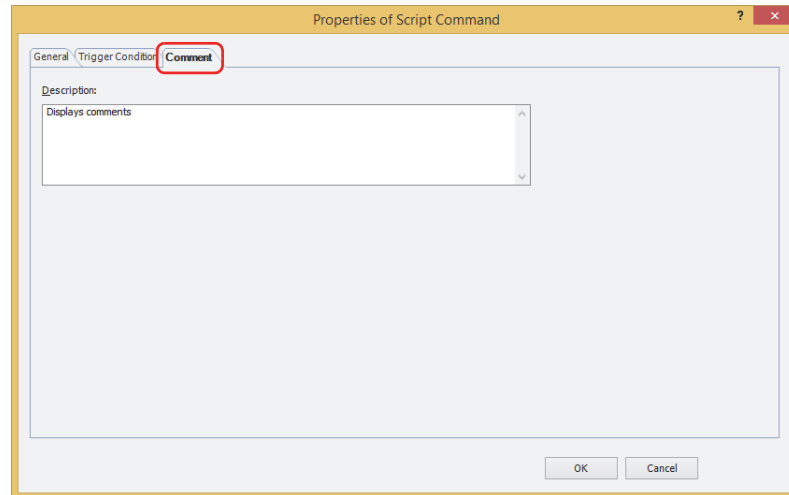 Properties of Script Command
? ×
General Trigger Condition Comment
Description:
Displays comments
OK Cancel